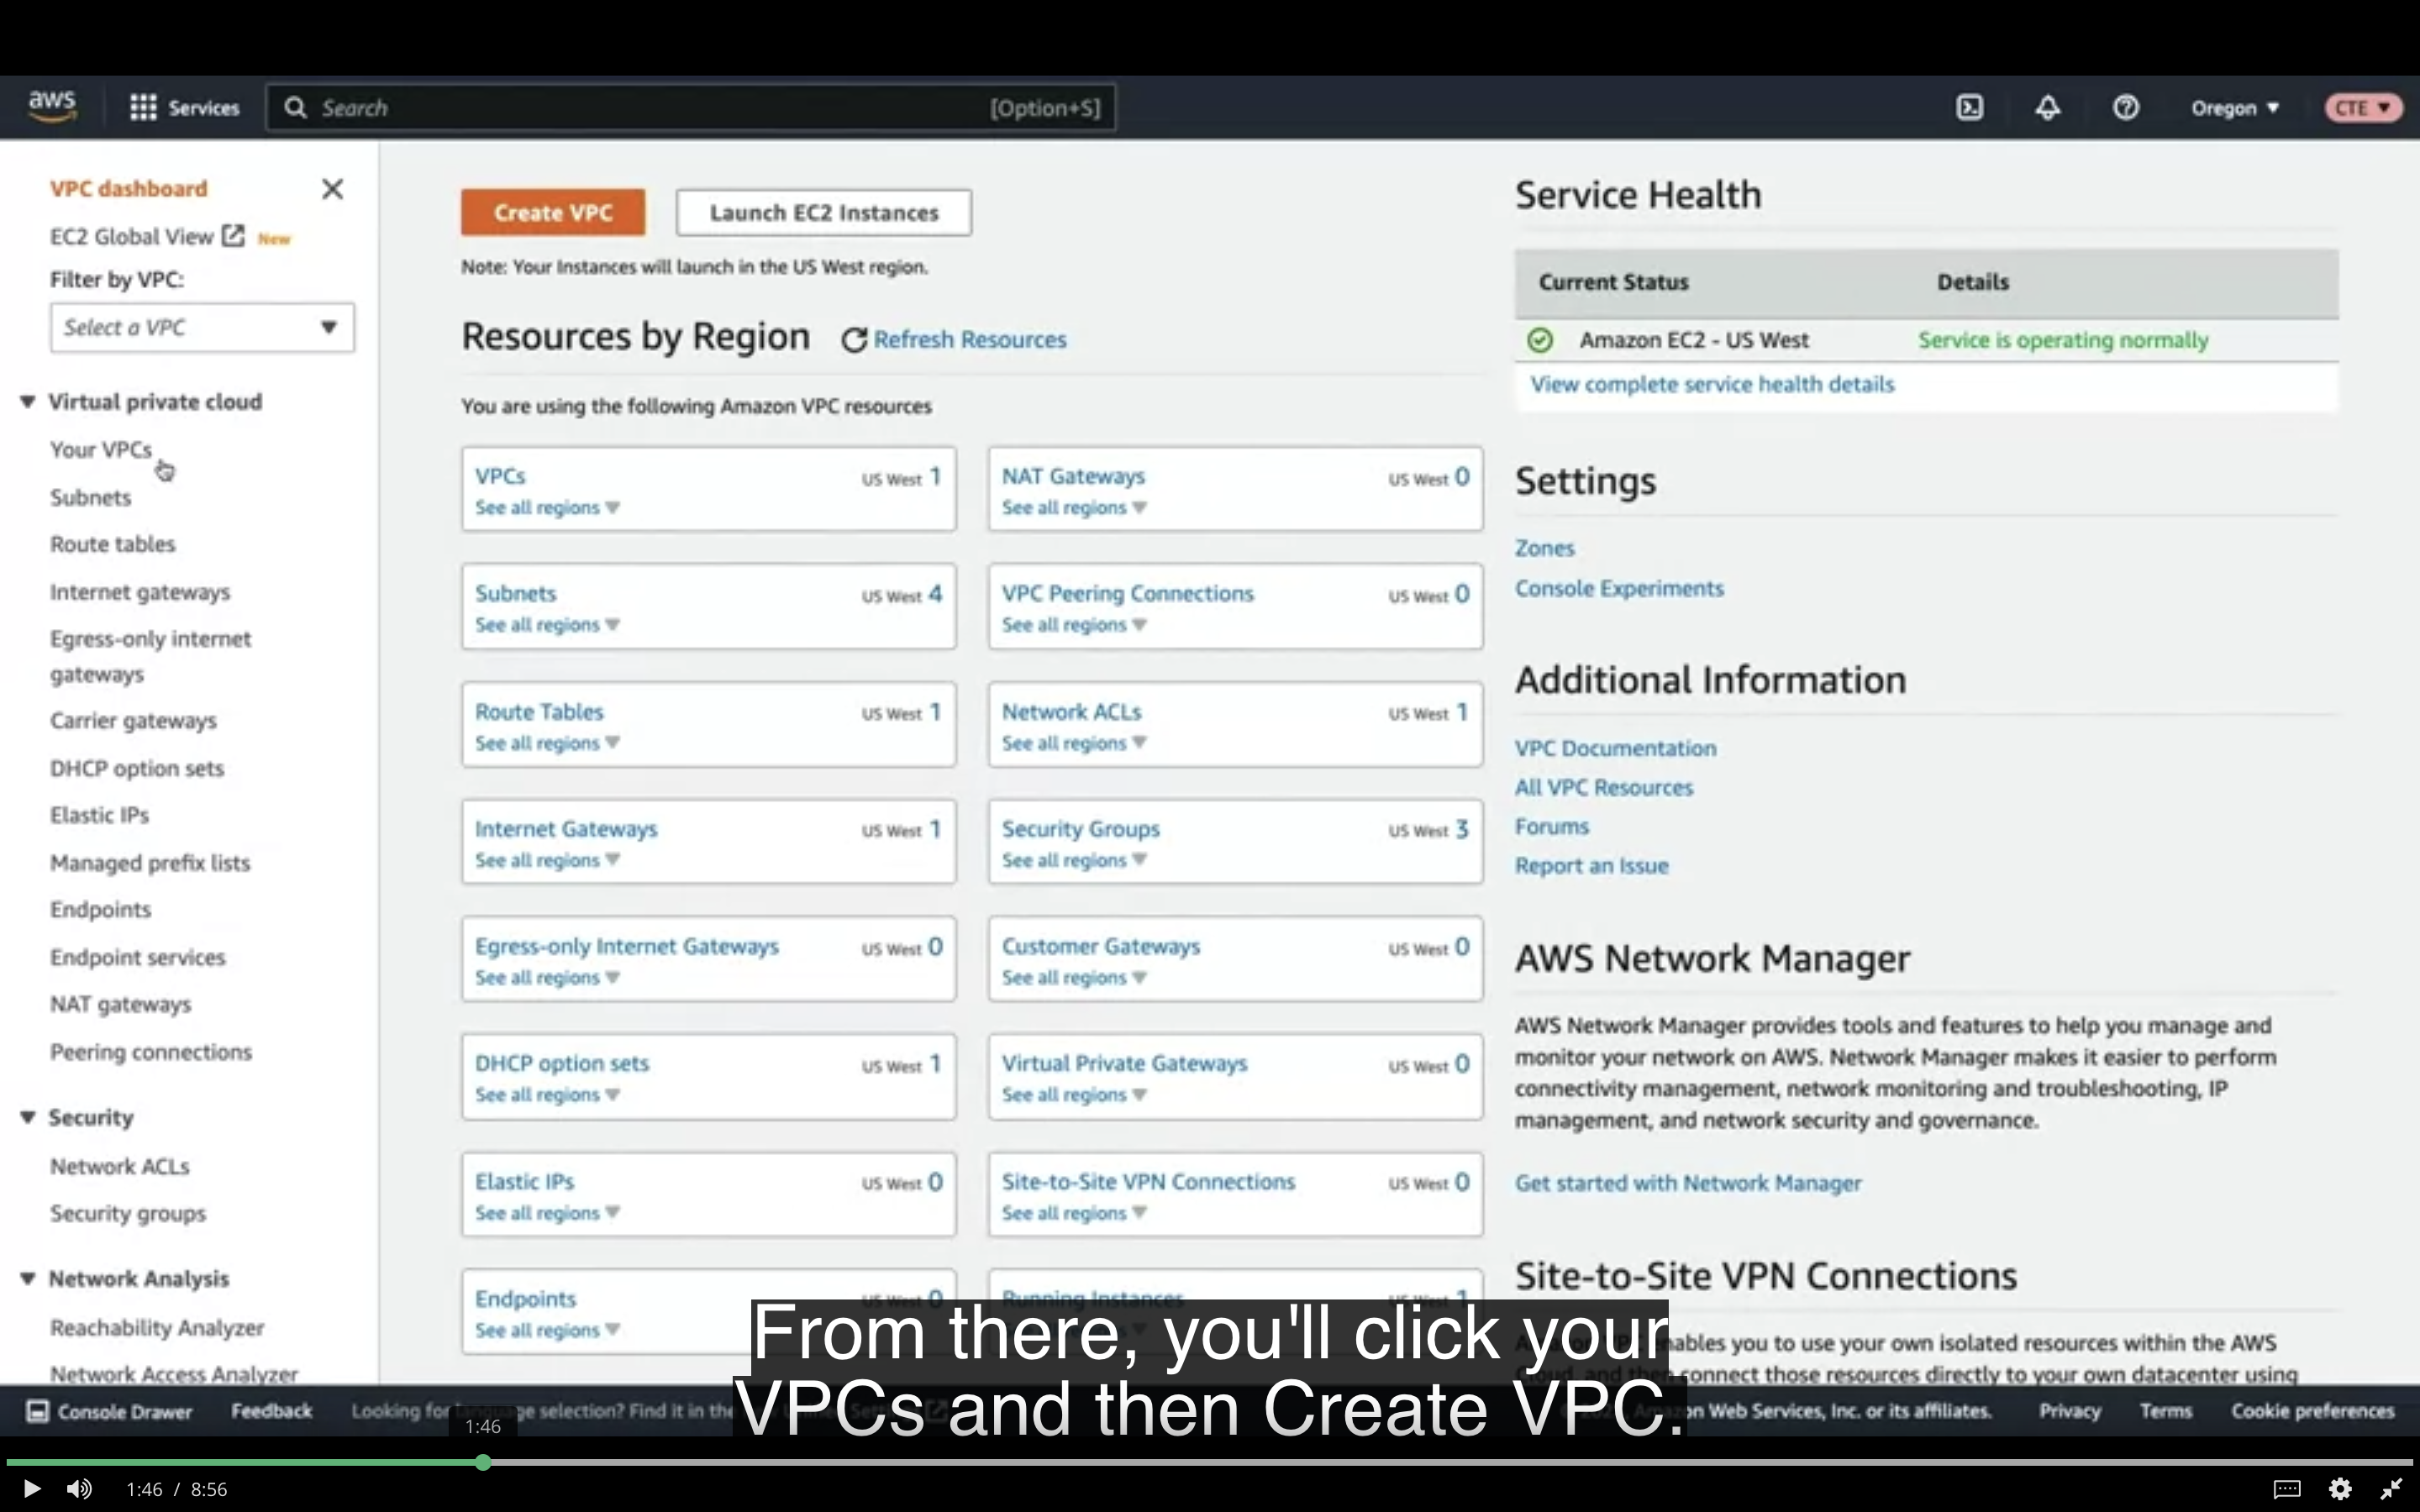 aws
Services
Search
[Option+S]
Oregon
CTE
VPC dashboard
EC2 Global View
New
Filter by VPC:
Select a VPC
Virtual private cloud
Your VPCs
Subnets
Route tables
Internet gateways
Egress-only internet
gateways
Carrier gateways
DHCP option sets
Elastic IPs
Managed prefix lists
Endpoints
Endpoint services
NAT gateways
Peering connections
Security
Network ACLs
Security groups
Network Analysis
Reachability Analyzer
Network Access Analyzer
Create VPC
Launch EC2 Instances
Note: Your Instances will launch in the US West region.
Resources by Region
Refresh Resources
You are using the following Amazon VPC resources
VPCs US West 1
See all regions
NAT Gateways US West 0
See all regions
Subnets US West 4
See all regions
VPC Peering Connections US West 0
See all regions
Route Tables US West 1
See all regions
Network ACLs US West 1
See all regions
Internet Gateways US West 1
See all regions
Security Groups US West 3
See all regions
Egress-only Internet Gateways US West 0
See all regions
Customer Gateways US West 0
See all regions
DHCP option sets US West 1
See all regions
Virtual Private Gateways US West 0
See all regions
Elastic IPs US West 0
See all regions
Site-to-Site VPN Connections US West 0
See all regions
Endpoints US West 0
See all regions
Running Instances US West 1
Service Health
Current Status Details
Amazon EC2 - US West Service is operating normally
View complete service health details
Settings
Zones
Console Experiments
Additional Information
VPC Documentation
All VPC Resources
Forums
Report an Issue
AWS Network Manager
AWS Network Manager provides tools and features to help you manage and
monitor your network on AWS. Network Manager makes it easier to perform
connectivity management, network monitoring and troubleshooting, IP
management, and network security and governance.
Get started with Network Manager
Site-to-Site VPN Connections
you to use your own isolated resources within the AWS
connect those resources directly to your own datacenter using
From there, you'll click your
VPCs and then Create VPC.
Console Drawer
Feedback
Looking for selection? Find it in the
Web Services, Inc. or its affiliates.
Privacy
Terms
Cookie preferences
1:46
1:46 / 8:56